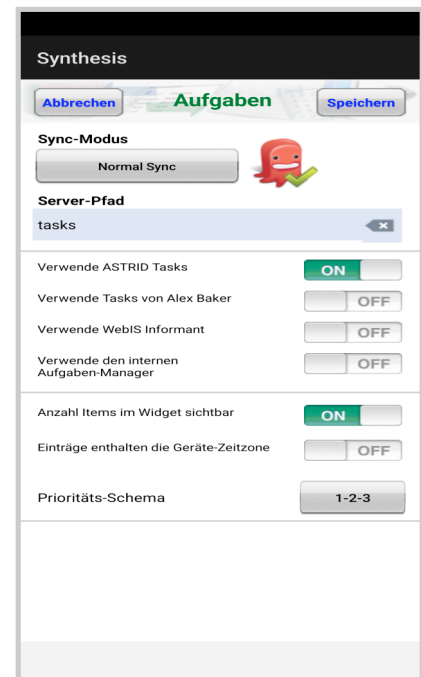 Synthesis
Abbrechen Aufgaben Speichern
Sync-Modus
Normal Sync
Server-Pfad
tasks
Verwende ASTRID Tasks ON
Verwende Tasks von Alex Baker OFF
Verwende WebIS Informant OFF
Verwende den internen
Aufgaben-Manager OFF
Anzahl Items im Widget sichtbar ON
Einträge enthalten die Geräte-Zeitzone OFF
Prioritäts-Schema 1-2-3